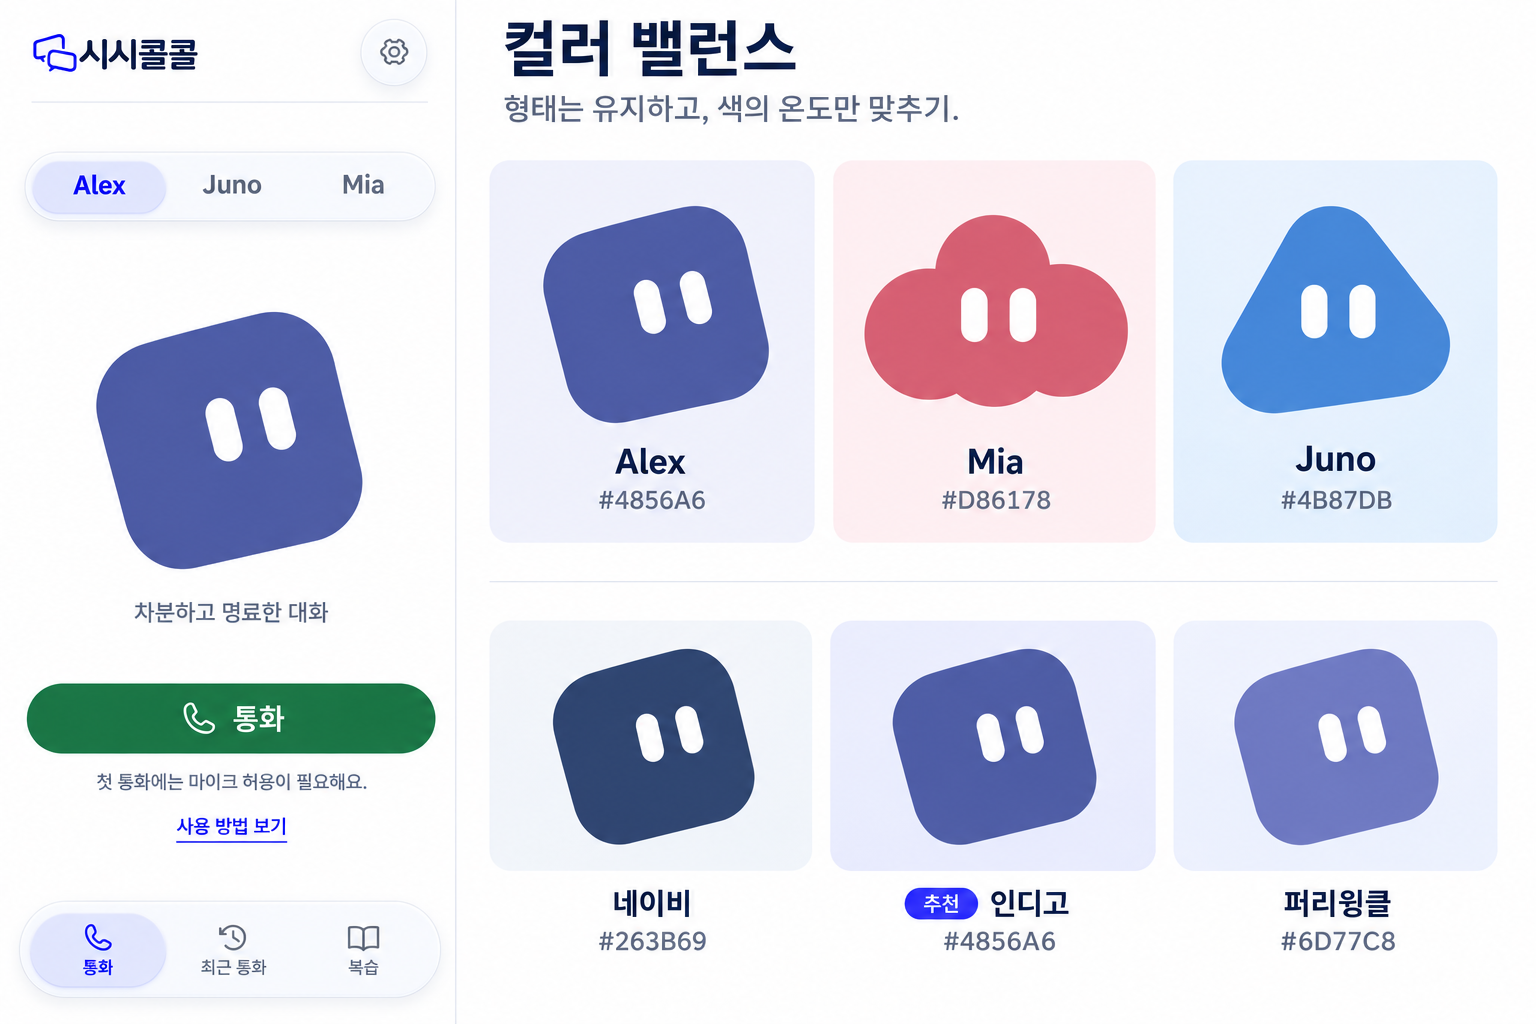 시시콜콜
Alex
Juno
Mia
차분하고 명료한 대화
통화
첫 통화에는 마이크 허용이 필요해요.
사용 방법 보기
통화
최근 통화
복습
컬러 밸런스
형태는 유지하고, 색의 온도만 맞추기.
Alex
#4856A6
Mia
#D86178
Juno
#4B87DB
네이비
#263B69
추천 인디고
#4856A6
퍼리윙클
#6D77C8